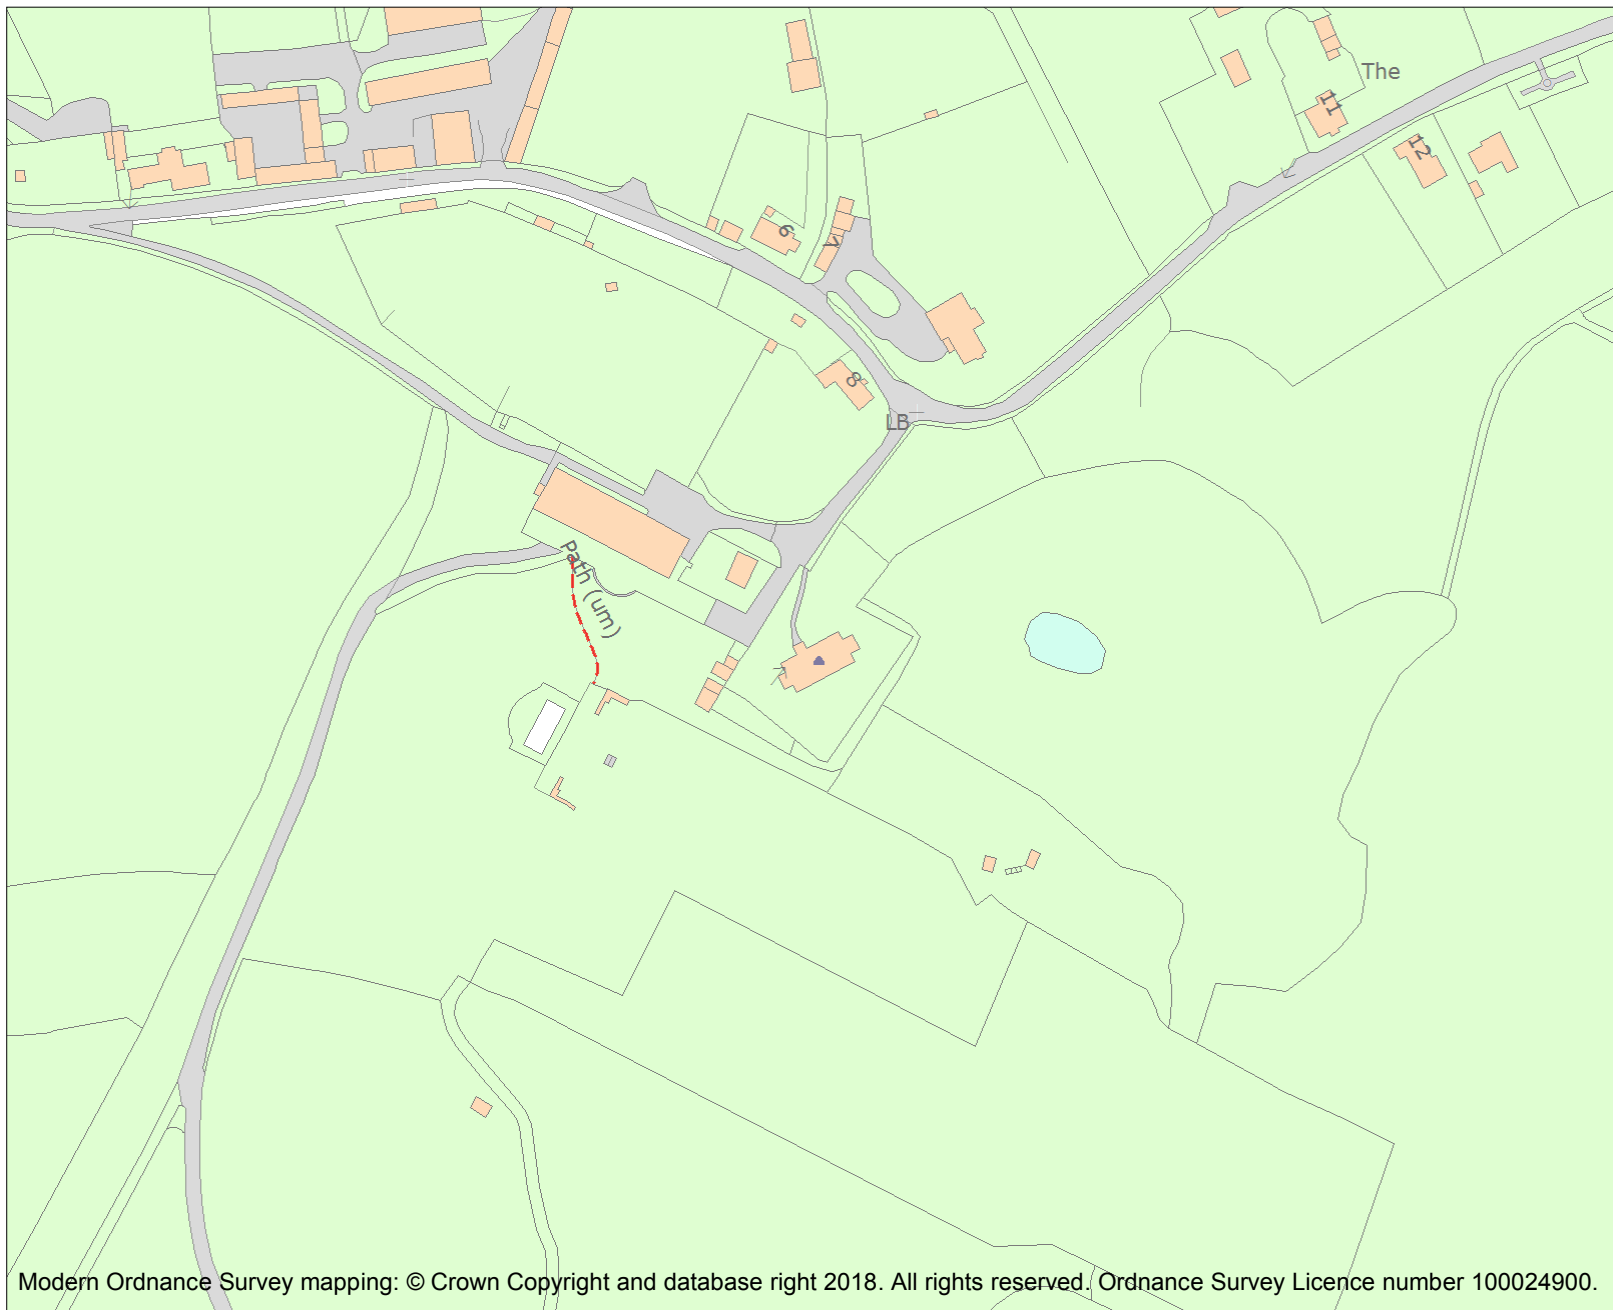 The
11
12
6
7
8
LB
Path (um)
Modern Ordnance Survey mapping: © Crown Copyright and database right 2018. All rights reserved. Ordnance Survey Licence number 100024900.